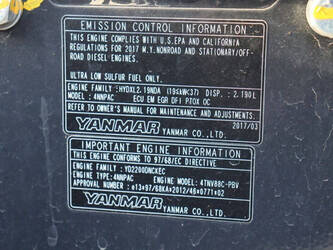 EMISSION CONTROL INFORMATION
THIS ENGINE COMPLIES WITH U.S EPA AND CALIFORNIA
REGULATIONS FOR 2017 M.Y.NONROAD AND STATIONARY/OFF-
ROAD DIESEL ENGINES.
ULTRA LOW SULFUR FUEL ONLY.
ENGINE FAMILY:HYDXL2.19NDA (19≤kW<37) DISP.:2.190L
ENGINE TYPE:4NNPAC ECU EM EGR DFI PTOX OC
REFER TO OWNER'S MANUAL FOR MAINTENANCE AND ADJUSTMENTS.
2017/03
YANMAR YANMAR CO.,LTD.
IMPORTANT ENGINE INFORMATION
THIS ENGINE CONFORMS TO 97/68/EC DIRECTIVE
ENGINE FAMILY:YD2200DNCXEC
ENGINE TYPE:4NNPAC MODEL:4TNV88C-PBV
APPROVAL NUMBER :e13*97/68KA*2012/46*0771*02
YANMAR YANMAR CO.,LTD.